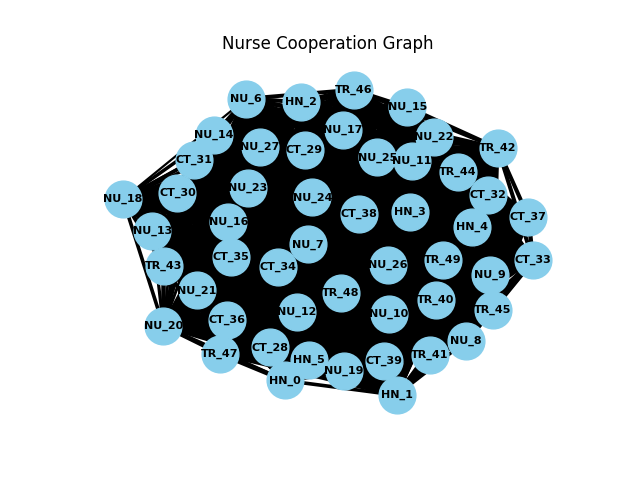 Nurse Cooperation Graph
TR_46
NU_6
HN_2
NU_15
NU_17
NU_14
NU_22
NU_27
CT_29
TR_42
NU_25
NU_11
CT_31
TR_44
NU_23
CT_30
CT_32
NU_18
NU_24
CT_38
HN_3
CT_37
NU_16
HN_4
NU_13
NU_7
CT_35
TR_49
CT_33
NU_26
TR_43
CT_34
NU_9
NU_21
TR_48
TR_40
TR_45
NU_12
NU_10
CT_36
NU_20
NU_8
CT_28
TR_47
TR_41
HN_5
CT_39
NU_19
HN_0
HN_1